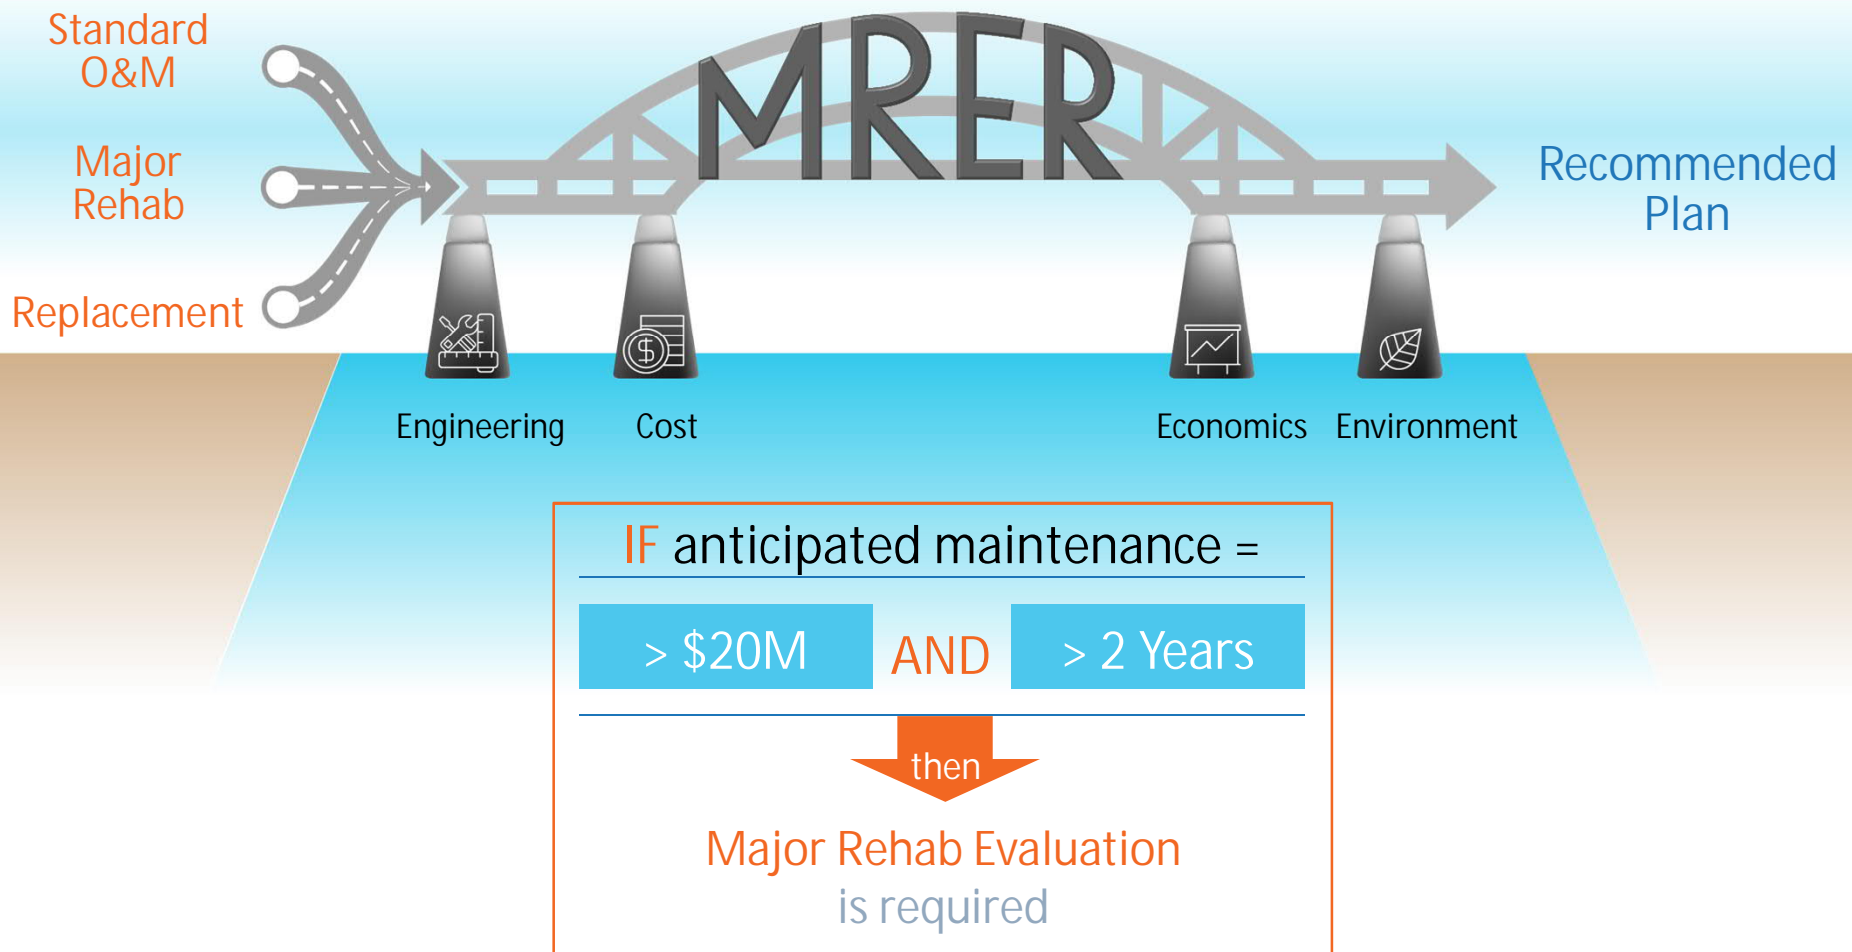 Standard
O&M
Major
Rehab
Replacement
MRER
Recommended
Plan
$
Engineering
Cost
Economics
Environment
IF anticipated maintenance =
> $20M
AND
> 2 Years
then
Major Rehab Evaluation
is required